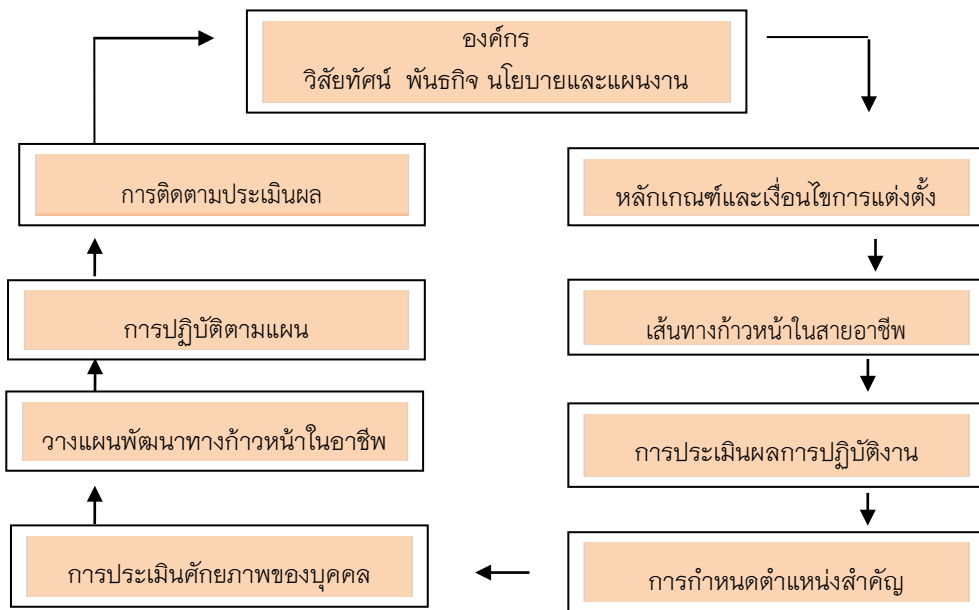 องค์กร
วิสัยทัศน์ พันธกิจ นโยบายและแผนงาน
หลักเกณฑ์และเงื่อนไขการแต่งตั้ง
เส้นทางก้าวหน้าในสายอาชีพ
การประเมินผลการปฏิบัติงาน
การกำหนดตำแหน่งสำคัญ
การประเมินศักยภาพของบุคคล
วางแผนพัฒนาทางก้าวหน้าในอาชีพ
การปฏิบัติตามแผน
การติดตามประเมินผล